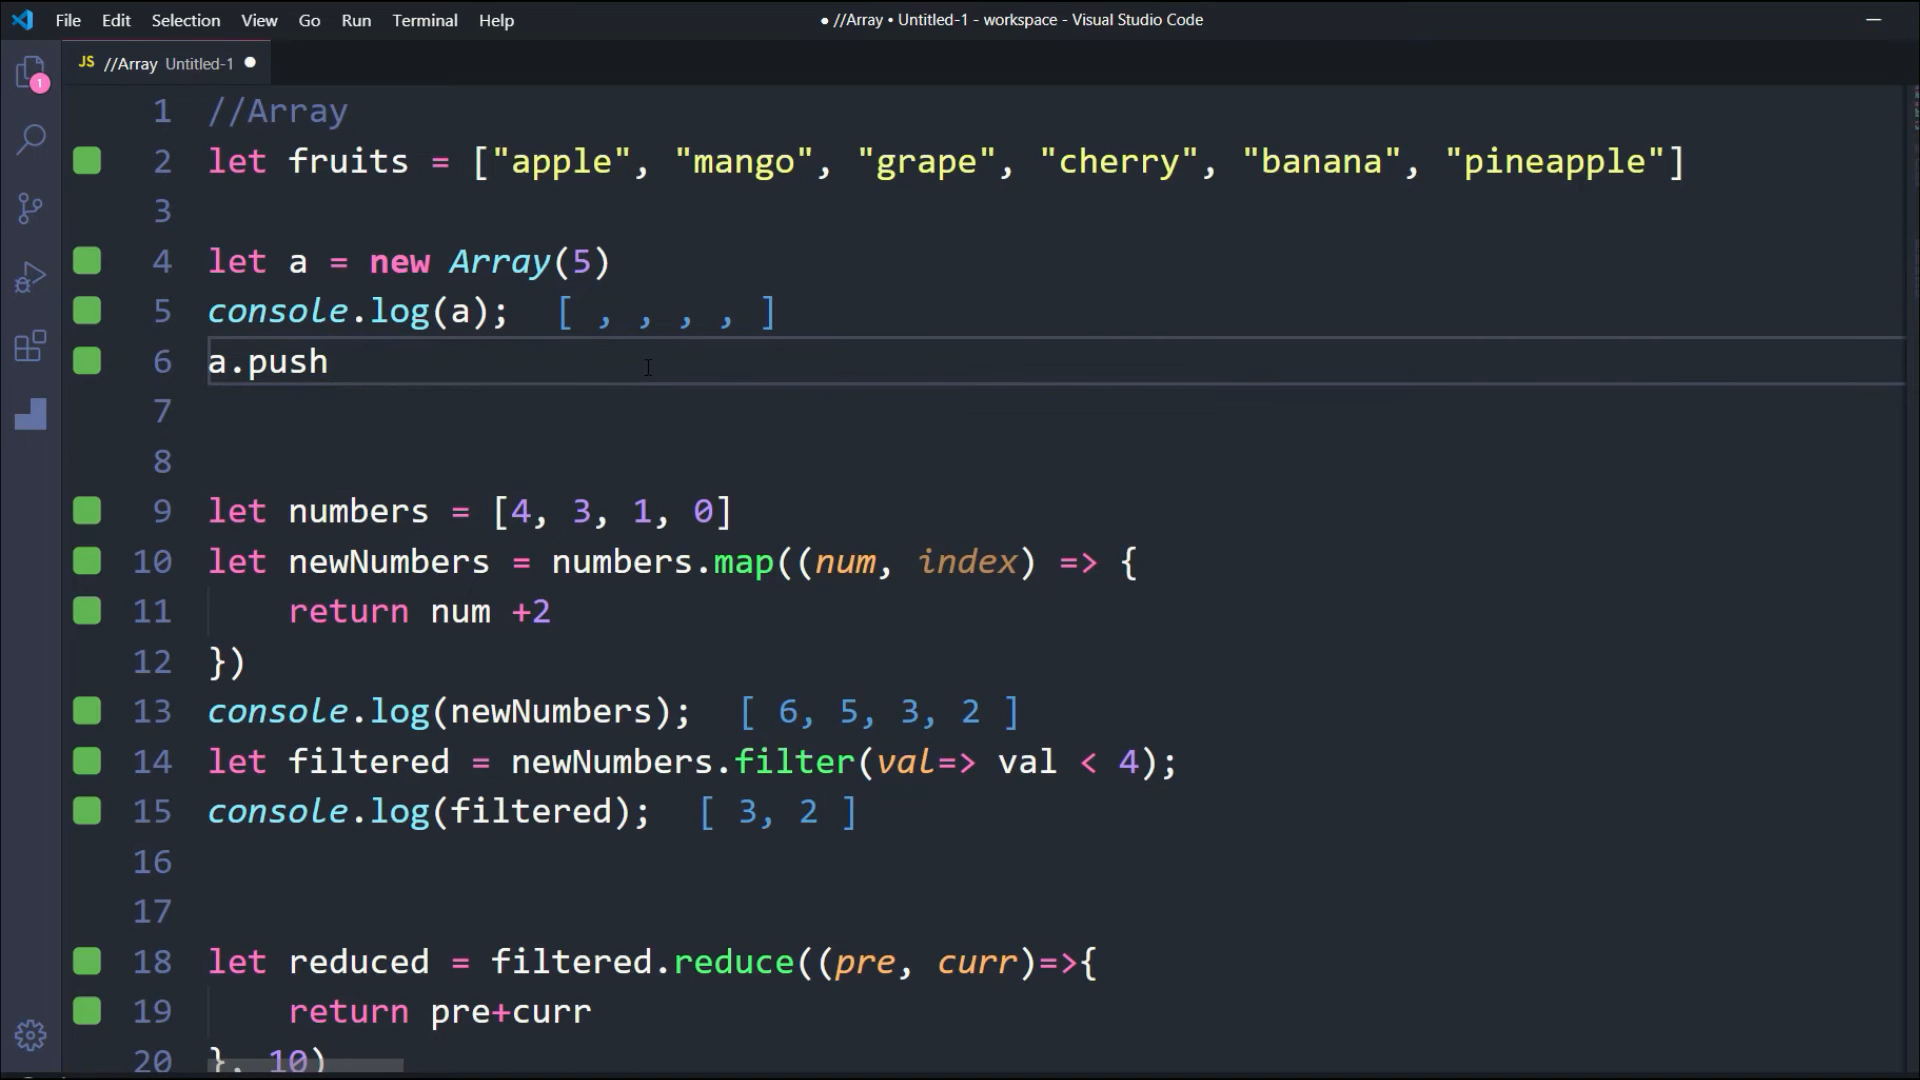 File Edit Selection View Go Run Terminal Help ● //Array • Untitled-1 - workspace - Visual Studio Code
JS //Array Untitled-1
1
1 //Array
2 let fruits = ["apple", "mango", "grape", "cherry", "banana", "pineapple"]
3
4 let a = new Array(5)
5 console.log(a); [ , , , , ]
6 a.push
7
8
9 let numbers = [4, 3, 1, 0]
10 let newNumbers = numbers.map((num, index) => {
11 return num +2
12 })
13 console.log(newNumbers); [ 6, 5, 3, 2 ]
14 let filtered = newNumbers.filter(val=> val < 4);
15 console.log(filtered); [ 3, 2 ]
16
17
18 let reduced = filtered.reduce((pre, curr)=>{
19 return pre+curr
20 }, 10)